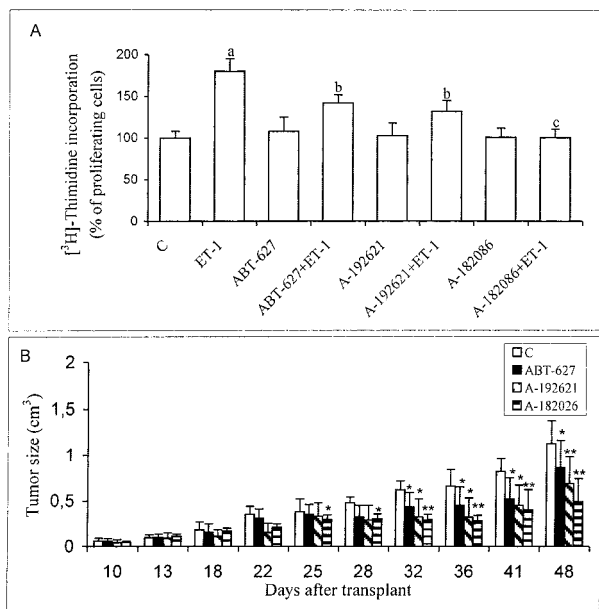 A
[³H]-Thimidine incorporation
(% of proliferating cells)
200
150
100
50
0
a
b
b
c
C
ET-1
ABT-627
ABT-627+ET-1
A-192621
A-192621+ET-1
A-182086
A-182086+ET-1
B
Tumor size (cm³)
2
1,5
1
0,5
0
C
ABT-627
A-192621
A-182026
*
*
* * **
* * **
* * **
* ** **
10 13 18 22 25 28 32 36 41 48
Days after transplant